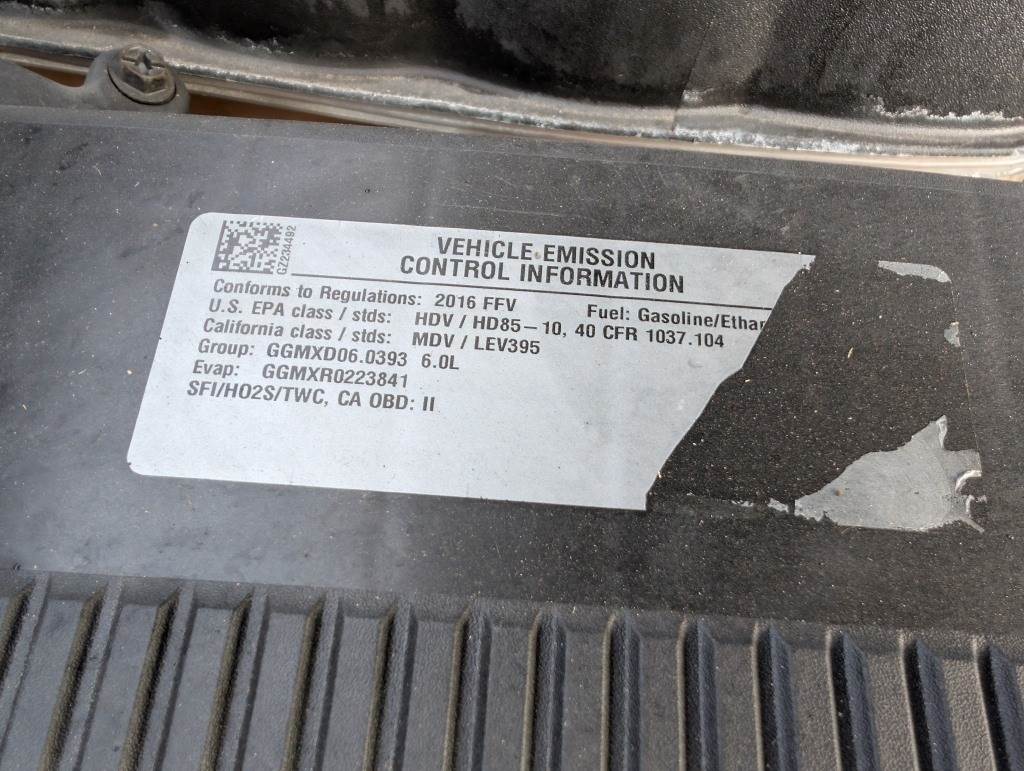 GZ234492
VEHICLE EMISSION
CONTROL INFORMATION
Conforms to Regulations: 2016 FFV Fuel: Gasoline/Ethan
U.S. EPA class / stds: HDV / HD85-10, 40 CFR 1037.104
California class / stds: MDV / LEV395
Group: GGMXD06.0393 6.0L
Evap: GGMXR0223841
SFI/HO2S/TWC, CA OBD: II